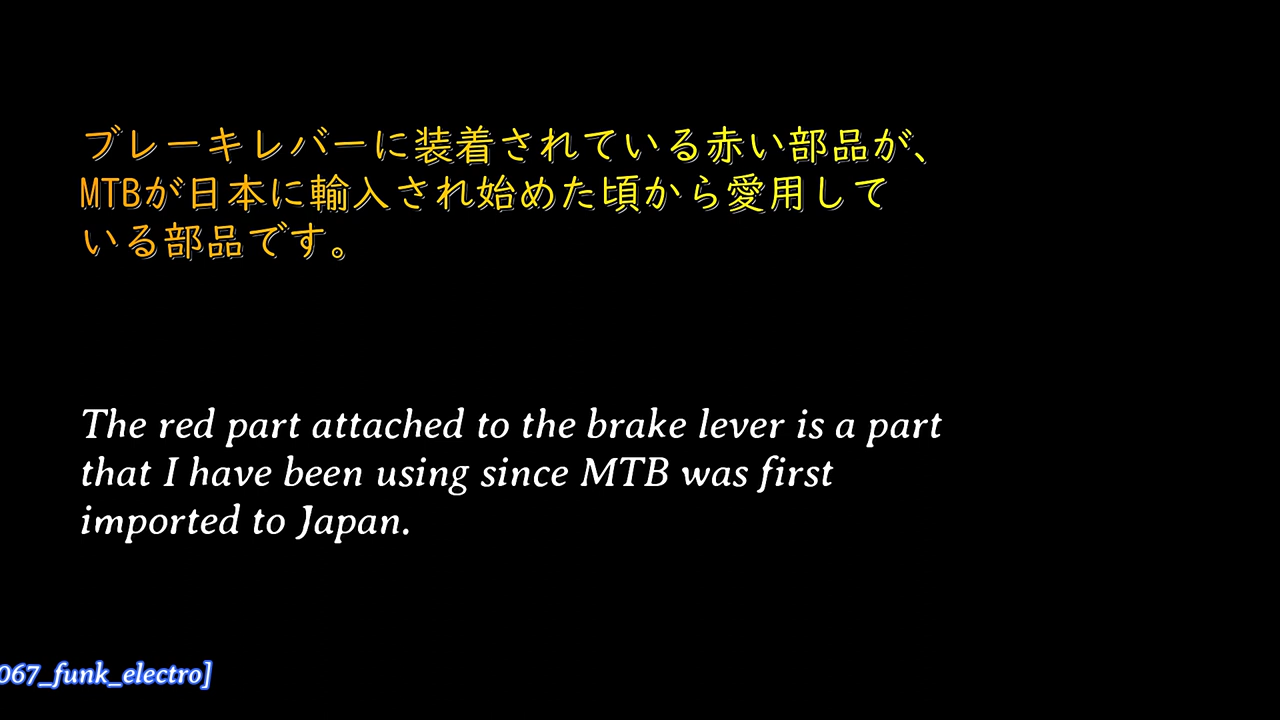 ブレーキレバーに装着されている赤い部品が、
MTBが日本に輸入され始めた頃から愛用して
いる部品です。
The red part attached to the brake lever is a part
that I have been using since MTB was first
imported to Japan.
067_funk_electro]